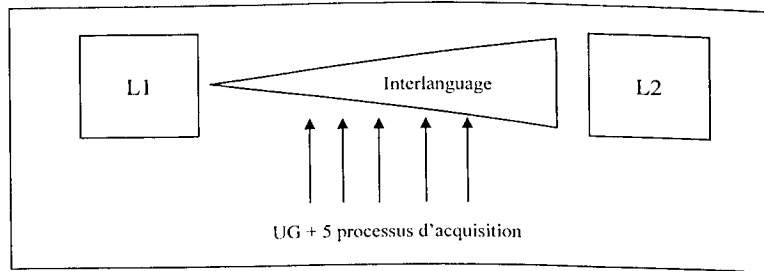 L1
Interlanguage
L2
UG + 5 processus d'acquisition